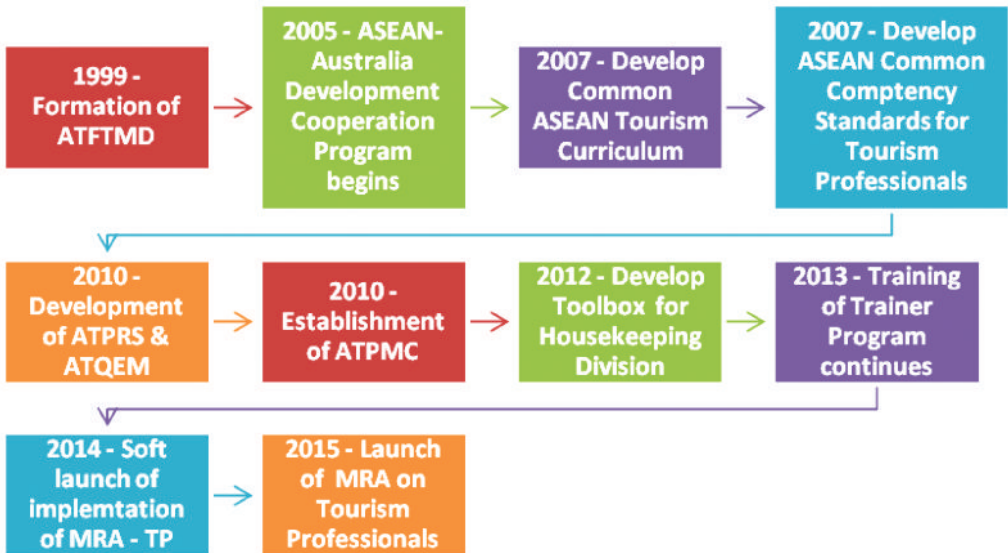 1999 -
Formation of
ATFTMD
2005 - ASEAN-
Australia
Development
Cooperation
Program
begins
2007 - Develop
Common
ASEAN Tourism
Curriculum
2007 - Develop
ASEAN Common
Comptency
Standards for
Tourism
Professionals
2010 -
Development
of ATPRS &
ATQEM
2010 -
Establishment
of ATPMC
2012 - Develop
Toolbox for
Housekeeping
Division
2013 - Training
of Trainer
Program
continues
2014 - Soft
launch of
implemtation
of MRA - TP
2015 - Launch
of MRA on
Tourism
Professionals